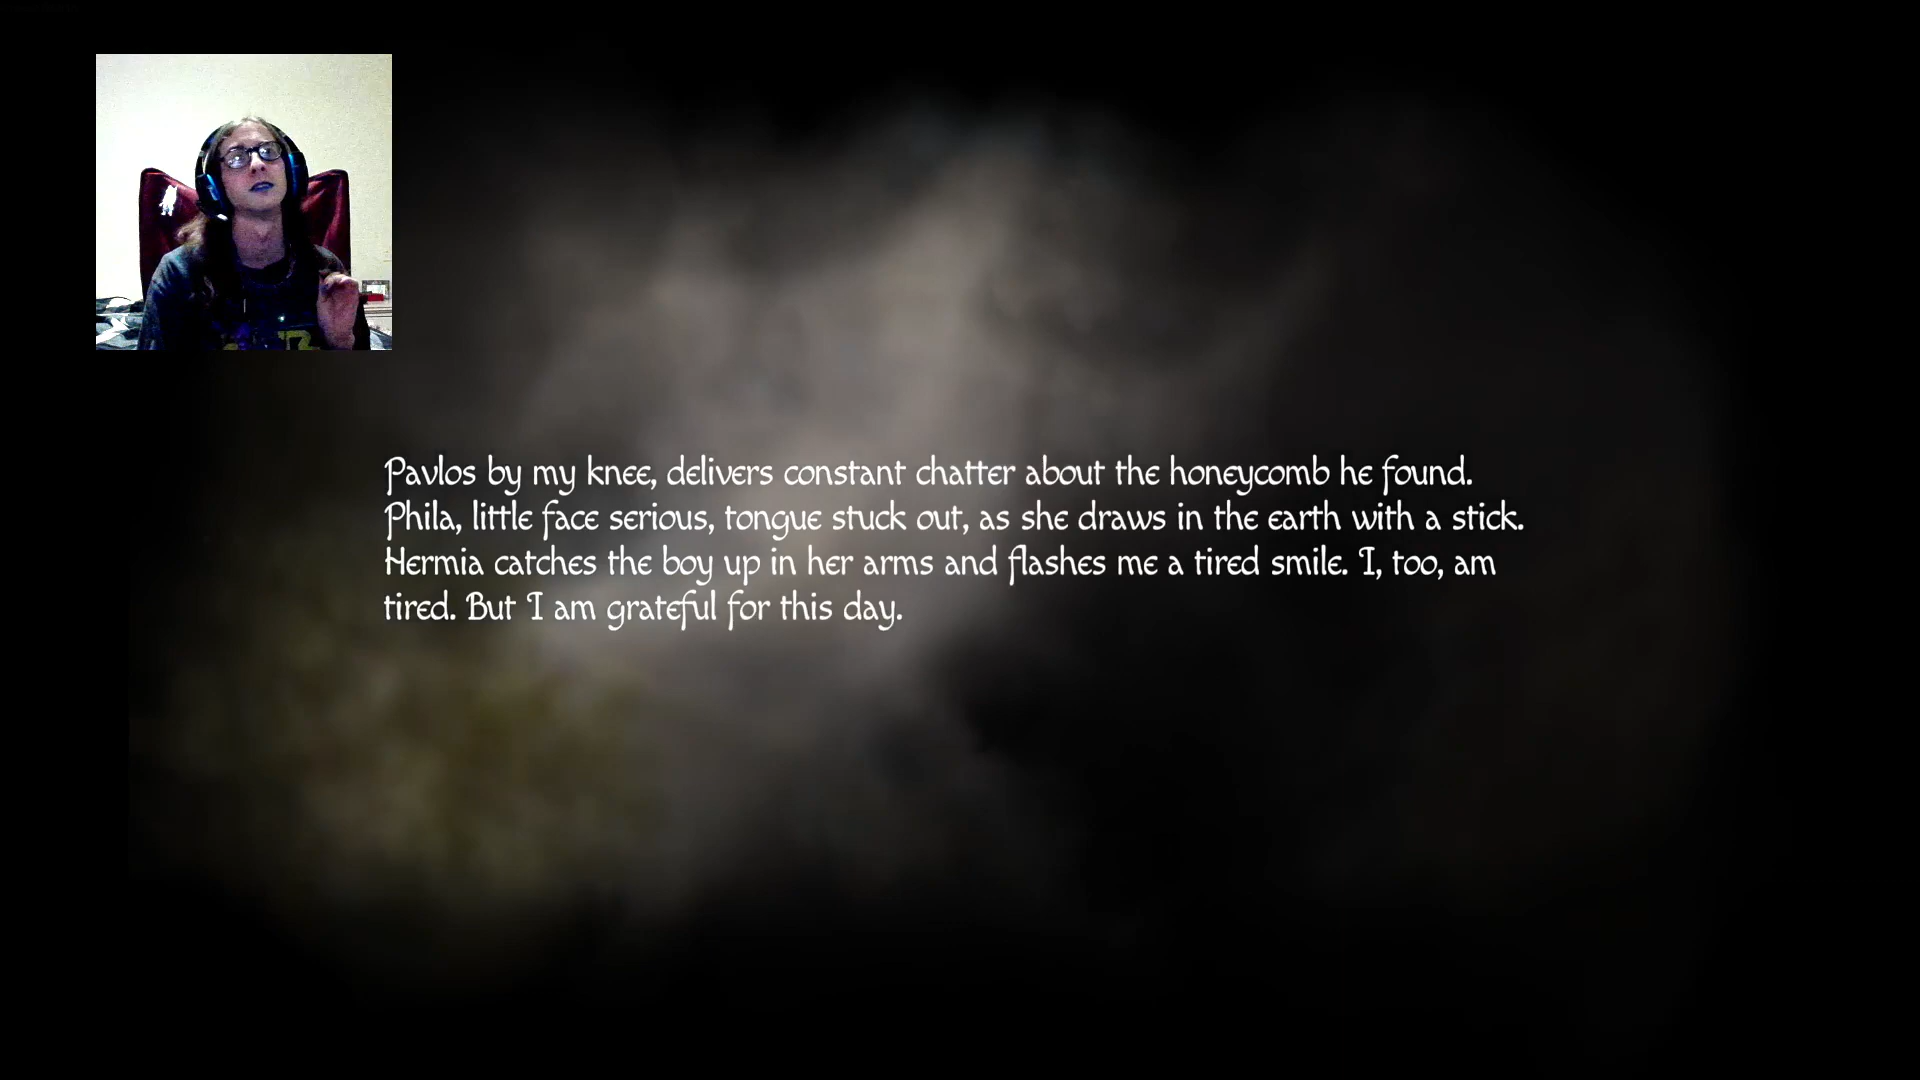 Pavlos by my knee, delivers constant chatter about the honeycomb he found.
Phila, little face serious, tongue stuck out, as she draws in the earth with a stick.
Hermia catches the boy up in her arms and flashes me a tired smile. I, too, am
tired. But I am grateful for this day.